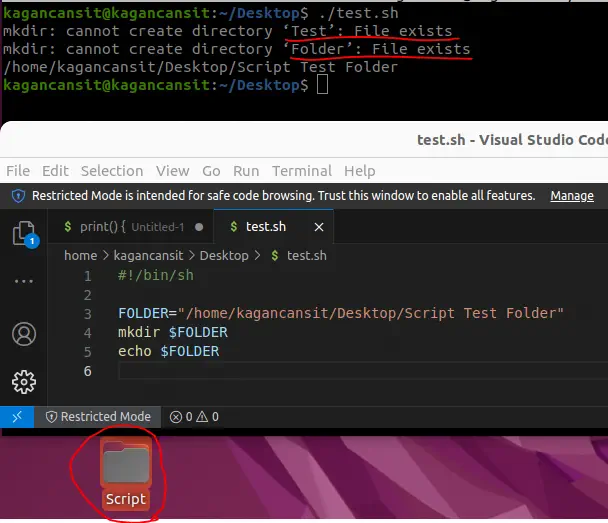 kagancansit@kagancansit:~/Desktop$ ./test.sh
mkdir: cannot create directory ‘Test’: File exists
mkdir: cannot create directory ‘Folder’: File exists
/home/kagancansit/Desktop/Script Test Folder
kagancansit@kagancansit:~/Desktop$
test.sh - Visual Studio Code
File Edit Selection View Go Run Terminal Help
Restricted Mode is intended for safe code browsing. Trust this window to enable all features. Manage
$ print() { Untitled-1 $ test.sh
1
home > kagancansit > Desktop > $ test.sh
1 #!/bin/sh
2
3 FOLDER="/home/kagancansit/Desktop/Script Test Folder"
4 mkdir $FOLDER
5 echo $FOLDER
6
Restricted Mode 0 0
Script